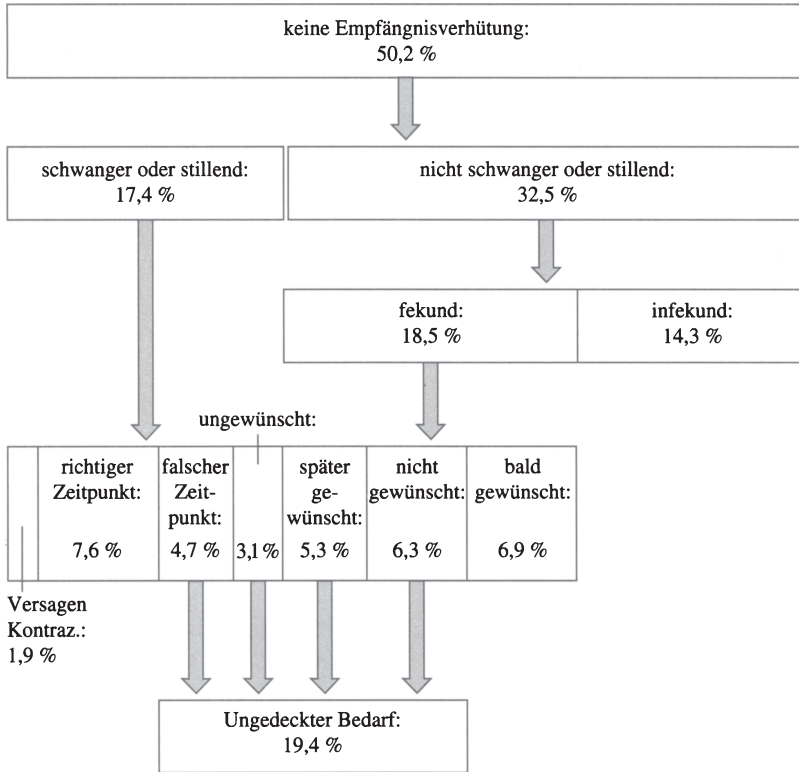 keine Empfängnisverhütung:
50,2 %
schwanger oder stillend:
17,4 %
nicht schwanger oder stillend:
32,5 %
fekund:
18,5 %
infekund:
14,3 %
ungewünscht:
richtiger
Zeitpunkt:
7,6 %
falscher
Zeit-
punkt:
4,7 %
3,1 %
später
ge-
wünscht:
5,3 %
nicht
gewünscht:
6,3 %
bald
gewünscht:
6,9 %
Versagen
Kontraz.:
1,9 %
Ungedeckter Bedarf:
19,4 %